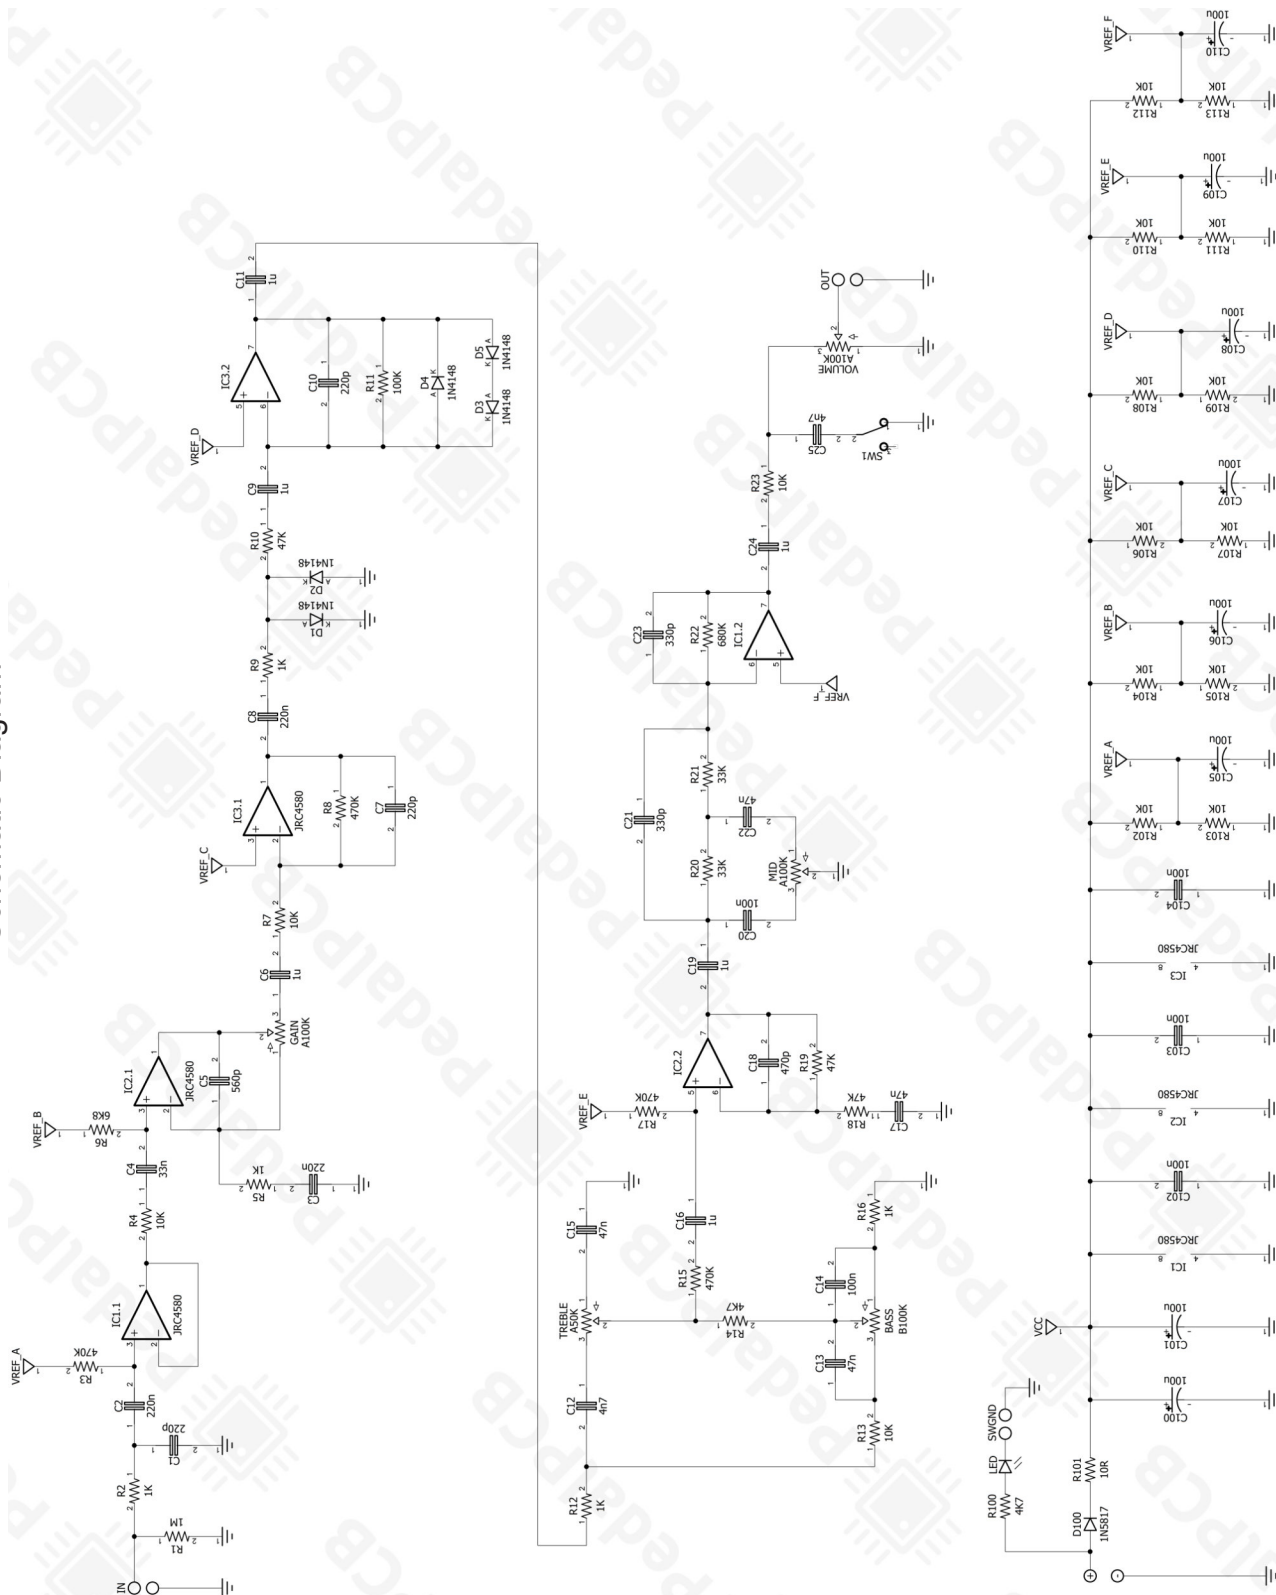 IN
R1
1M
R2
1K
C1
220p
C2
220n
VREF_A
R3
470K
IC1.1
JRC4580
R4
10K
C4
33n
VREF_B
R6
6K8
IC2.1
JRC4580
R5
1K
C3
220n
C5
560p
GAIN
A100K
C6
1u
R7
10K
VREF_C
IC3.1
JRC4580
R8
470K
C7
220p
C8
220n
R9
1K
D1
1N4148
D2
1N4148
R10
47K
C9
1u
VREF_D
IC3.2
C10
220p
R11
100K
D4
1N4148
D3
1N4148
D5
1N4148
C11
1u
R12
1K
C12
4n7
TREBLE
A50K
C15
47n
R13
10K
C13
47n
BASS
B100K
C14
100n
R16
1K
R14
4K7
R15
470K
C16
1u
VREF_E
R17
470K
IC2.2
R18
47K
C17
47n
C18
470p
R19
47K
C19
1u
C20
100n
R20
33K
MID
A100K
C21
330p
C22
47n
R21
33K
VREF_F
IC1.2
C23
330p
R22
680K
C24
1u
R23
10K
C25
4n7
SW1
VOLUME
A100K
OUT
D100
1N5817
R100
4K7
LED
SWGND
R101
10R
C100
100u
VCC
C101
100u
IC1
JRC4580
C102
100n
IC2
JRC4580
C103
100n
IC3
JRC4580
C104
100n
R102
10K
R103
10K
VREF_A
C105
100u
R104
10K
R105
10K
VREF_B
C106
100u
R106
10K
R107
10K
VREF_C
C107
100u
R108
10K
R109
10K
VREF_D
C108
100u
R110
10K
R111
10K
VREF_E
C109
100u
R112
10K
R113
10K
VREF_F
C110
100u
PedalPCB